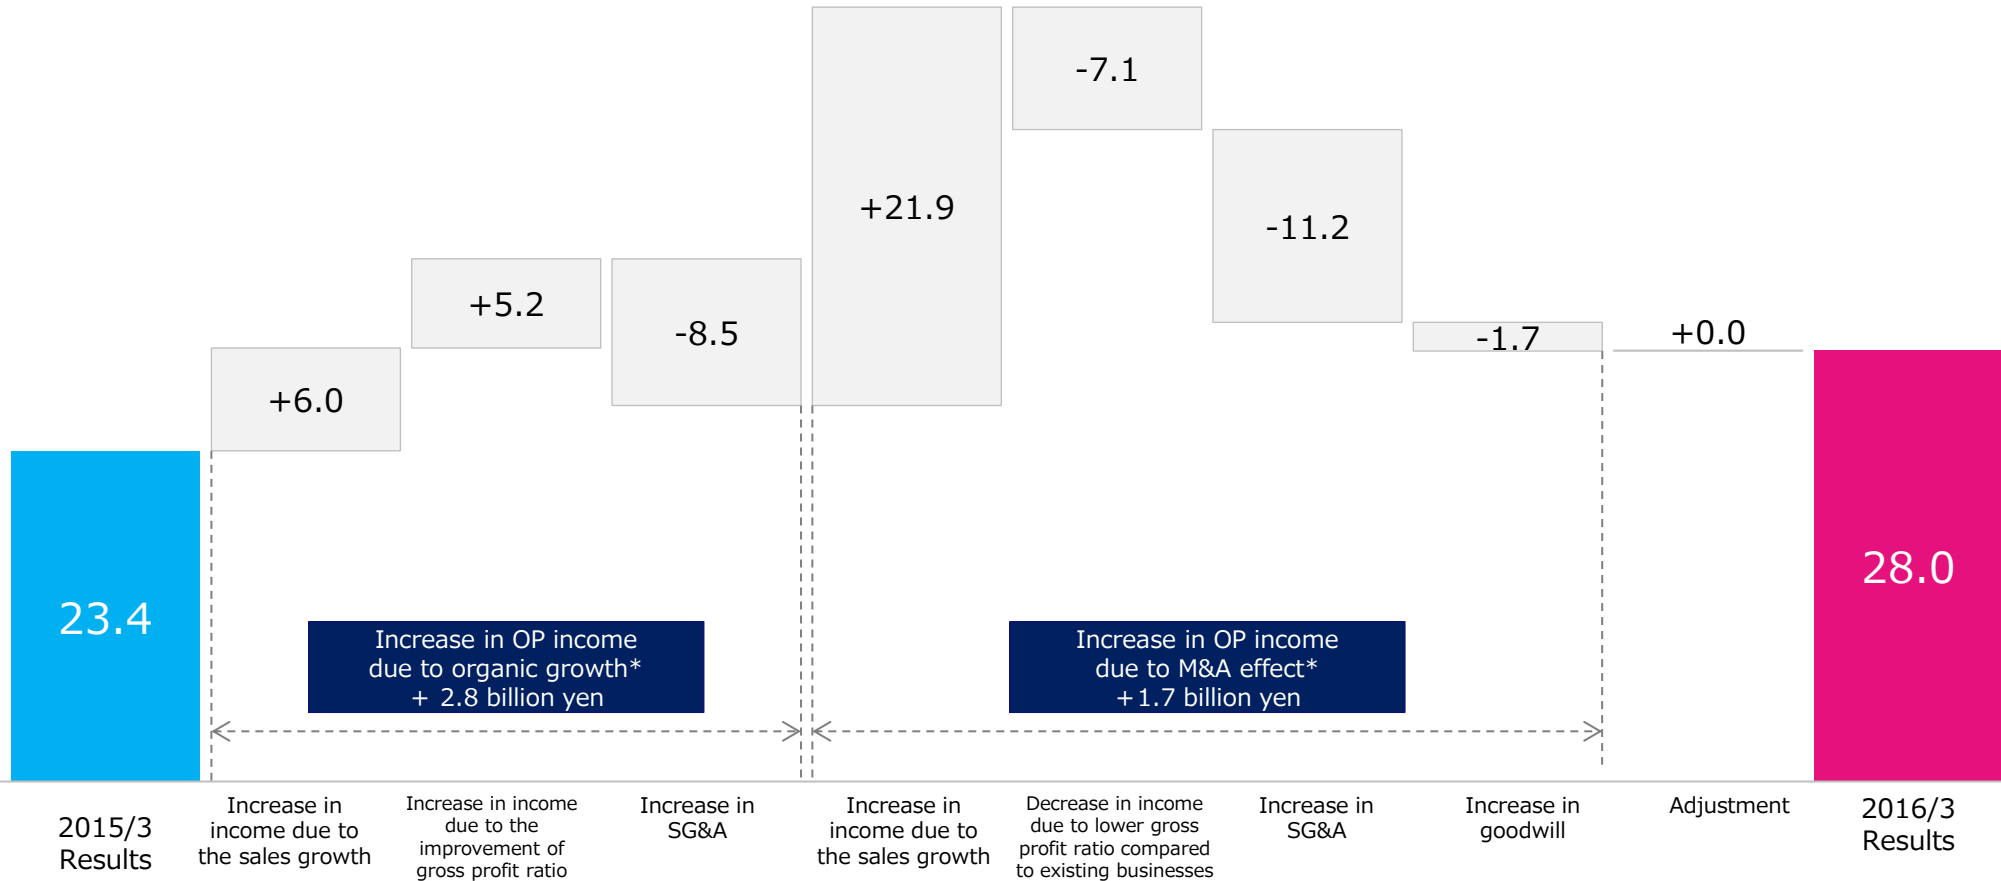 -7.1
+21.9
-11.2
+5.2
-8.5
-1.7
+0.0
+6.0
23.4
28.0
Increase in OP income
due to organic growth*
+ 2.8 billion yen
Increase in OP income
due to M&A effect*
+1.7 billion yen
2015/3
Results
Increase in
income due to
the sales growth
Increase in income
due to the
improvement of
gross profit ratio
Increase in
SG&A
Increase in
income due to
the sales growth
Decrease in income
due to lower gross
profit ratio compared
to existing businesses
Increase in
SG&A
Increase in
goodwill
Adjustment
2016/3
Results